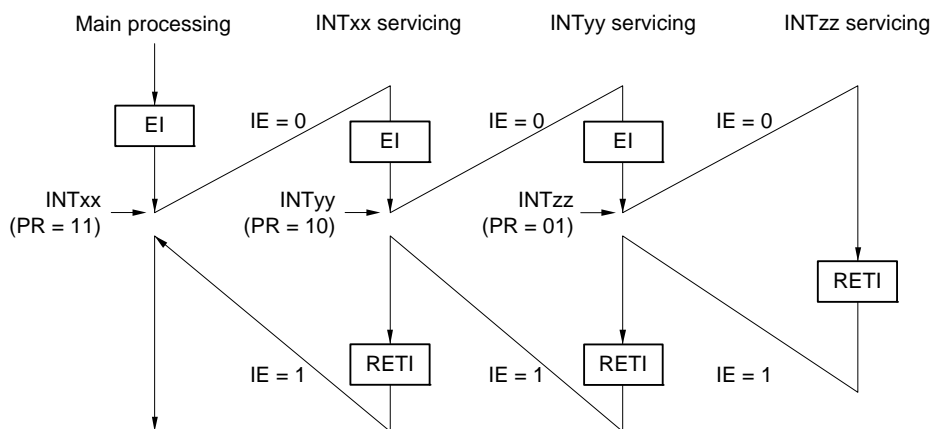 Main processing
INTxx servicing
INTyy servicing
INTzz servicing
EI
IE = 0
EI
IE = 0
EI
IE = 0
INTxx
(PR = 11)
INTyy
(PR = 10)
INTzz
(PR = 01)
RETI
IE = 1
RETI
IE = 1
RETI
IE = 1